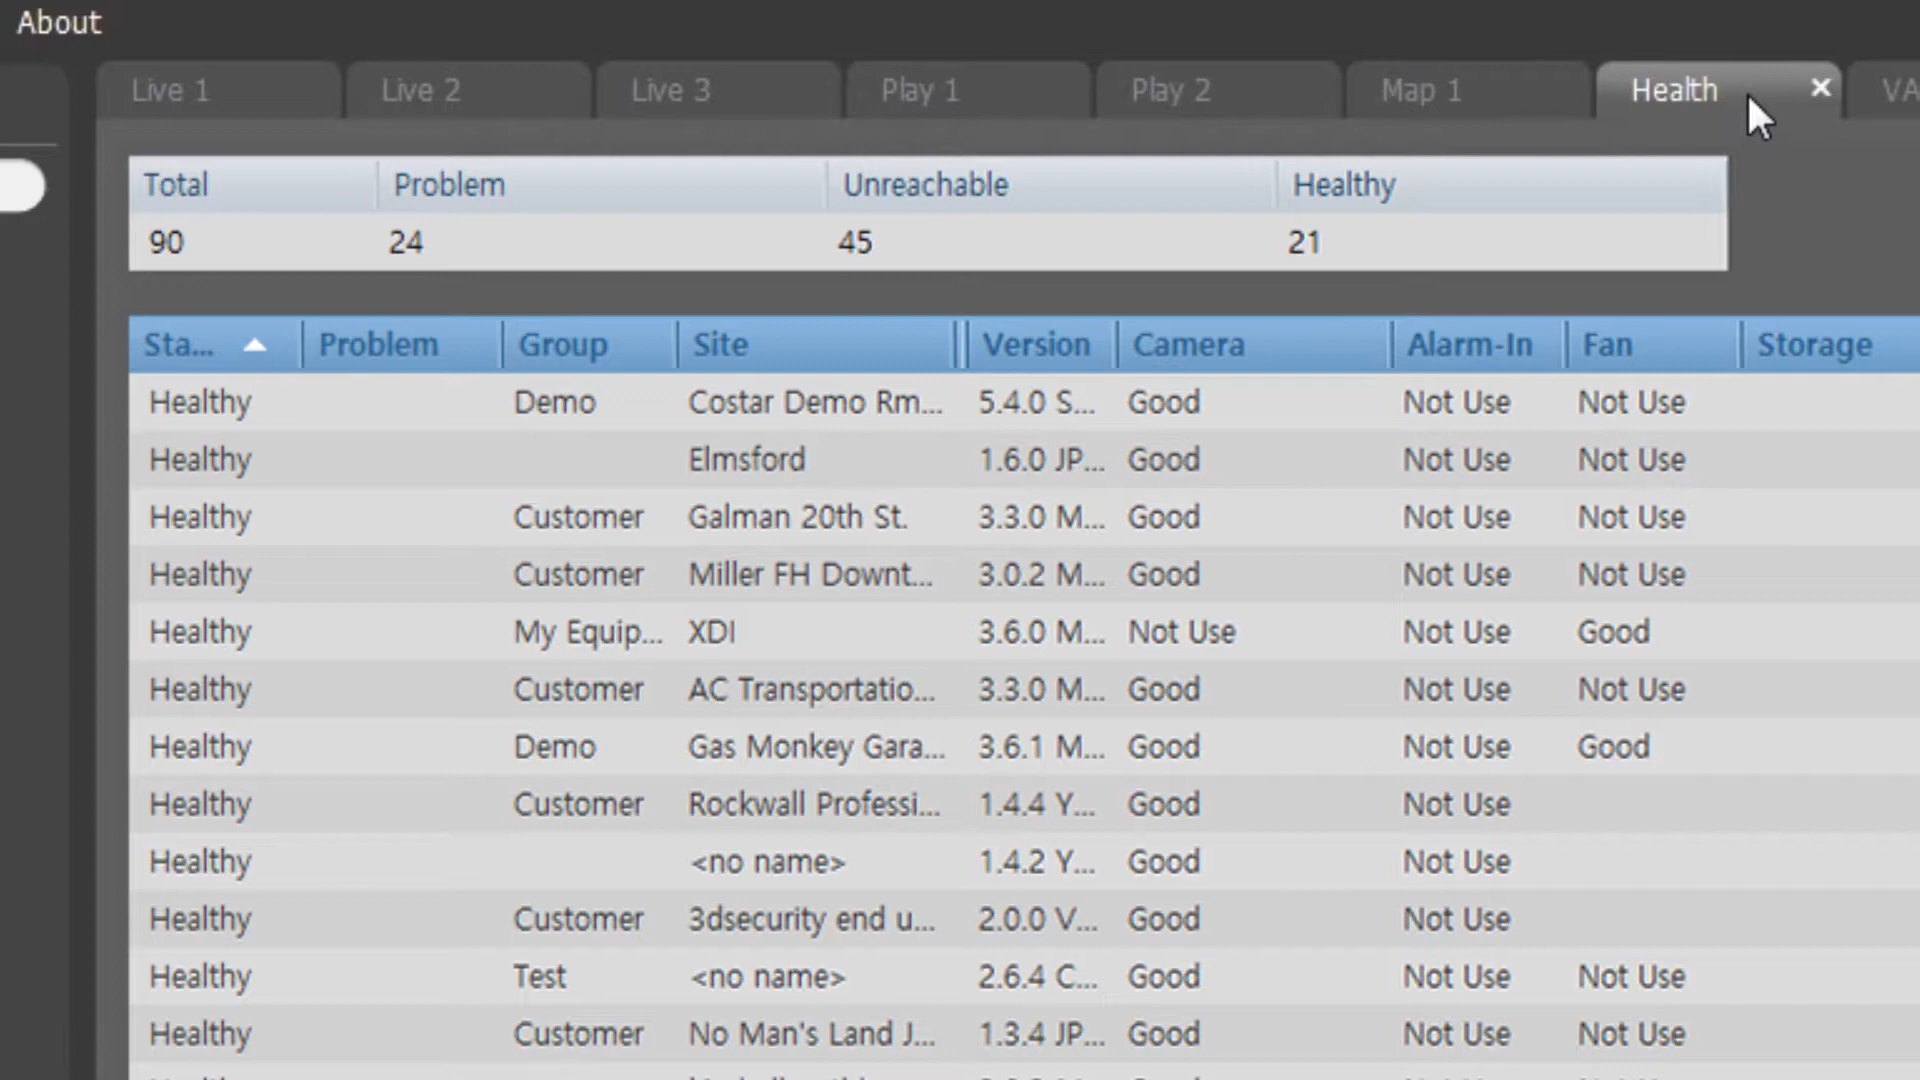 About
Live 1 Live 2 Live 3 Play 1 Play 2 Map 1 Health × VA
Total Problem Unreachable Healthy
90 24 45 21
Sta... Problem Group Site Version Camera Alarm-In Fan Storage
Healthy Demo Costar Demo Rm... 5.4.0 S... Good Not Use Not Use
Healthy Elmsford 1.6.0 JP... Good Not Use Not Use
Healthy Customer Galman 20th St. 3.3.0 M... Good Not Use Not Use
Healthy Customer Miller FH Downt... 3.0.2 M... Good Not Use Not Use
Healthy My Equip... XDI 3.6.0 M... Not Use Not Use Good
Healthy Customer AC Transportatio... 3.3.0 M... Good Not Use Not Use
Healthy Demo Gas Monkey Gara... 3.6.1 M... Good Not Use Good
Healthy Customer Rockwall Professi... 1.4.4 Y... Good Not Use
Healthy <no name> 1.4.2 Y... Good Not Use
Healthy Customer 3dsecurity end u... 2.0.0 V... Good Not Use
Healthy Test <no name> 2.6.4 C... Good Not Use Not Use
Healthy Customer No Man's Land J... 1.3.4 JP... Good Not Use Not Use